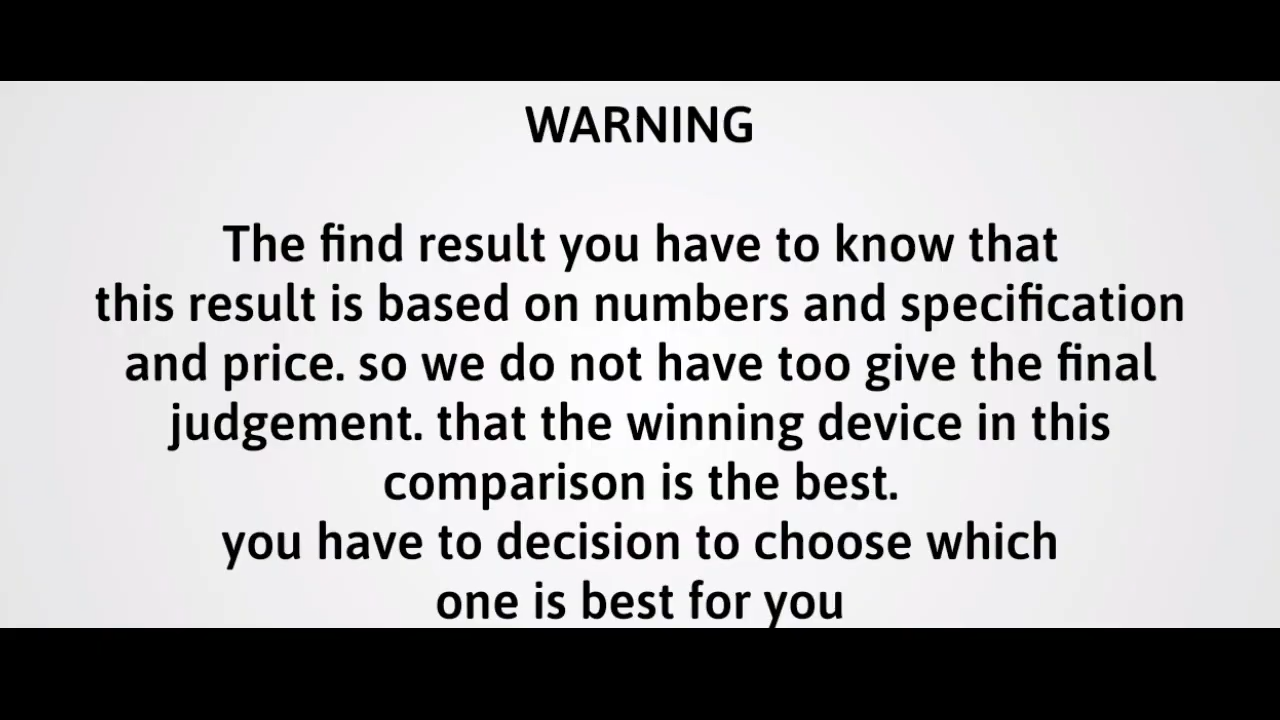 WARNING
The find result you have to know that
this result is based on numbers and specification
and price. so we do not have too give the final
judgement. that the winning device in this
comparison is the best.
you have to decision to choose which
one is best for you